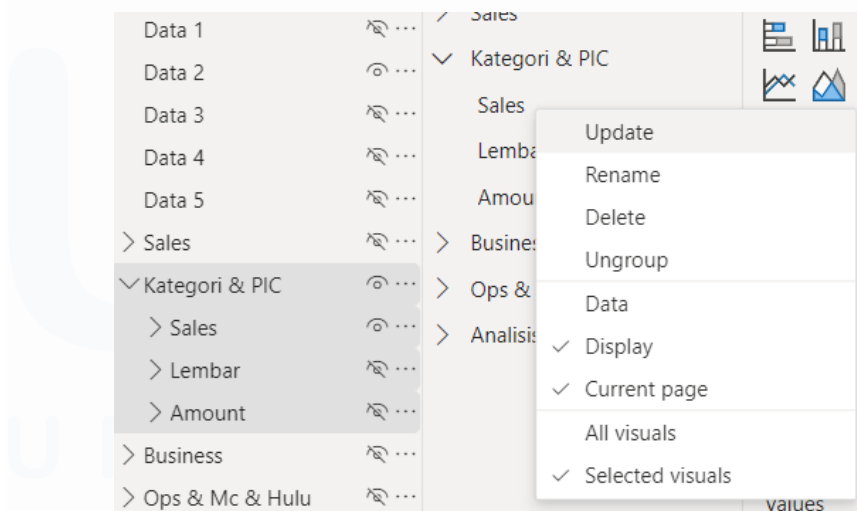 Data 1
Data 2
Data 3
Data 4
Data 5
Sales
Kategori & PIC
Sales
Lembar
Amount
Business
Ops & Mc & Hulu
Sales
Kategori & PIC
Sales
Update
Rename
Delete
Ungroup
Data
Display
Current page
All visuals
Selected visuals
Values